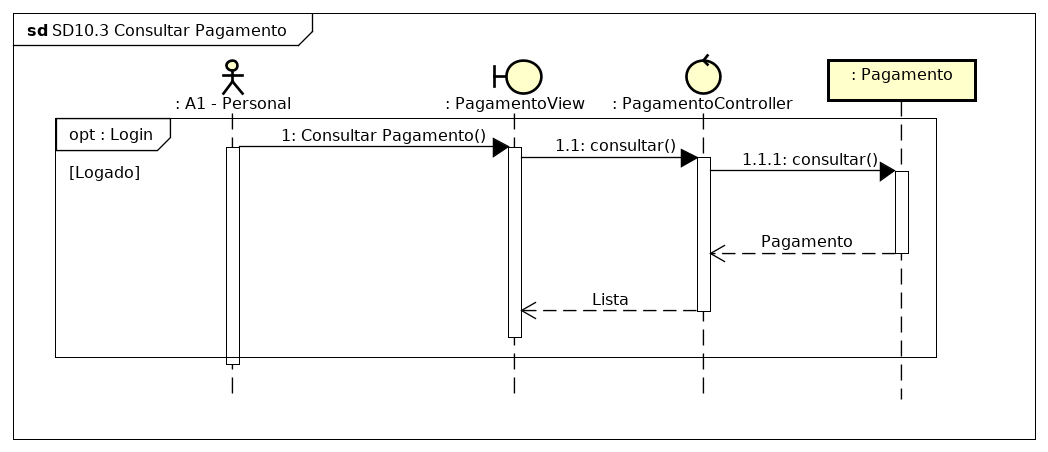 sd SD10.3 Consultar Pagamento
: A1 - Personal
: PagamentoView
: PagamentoController
: Pagamento
opt : Login
[Logado]
1: Consultar Pagamento()
1.1: consultar()
1.1.1: consultar()
Pagamento
Lista